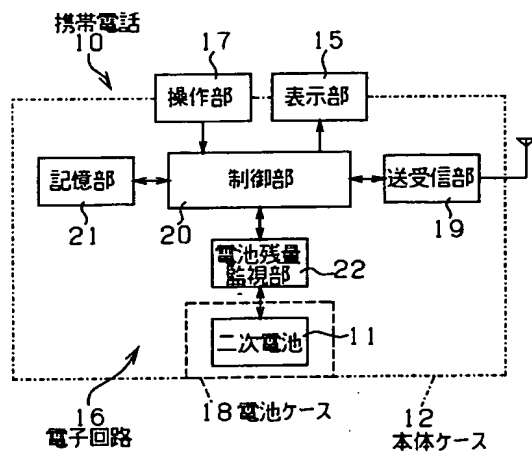 携帯電話
10
17
15
操作部
表示部
記憶部
制御部
送受信部
21
20
19
電池残量
監視部
22
二次電池
11
16
電子回路
18 電池ケース
12
本体ケース